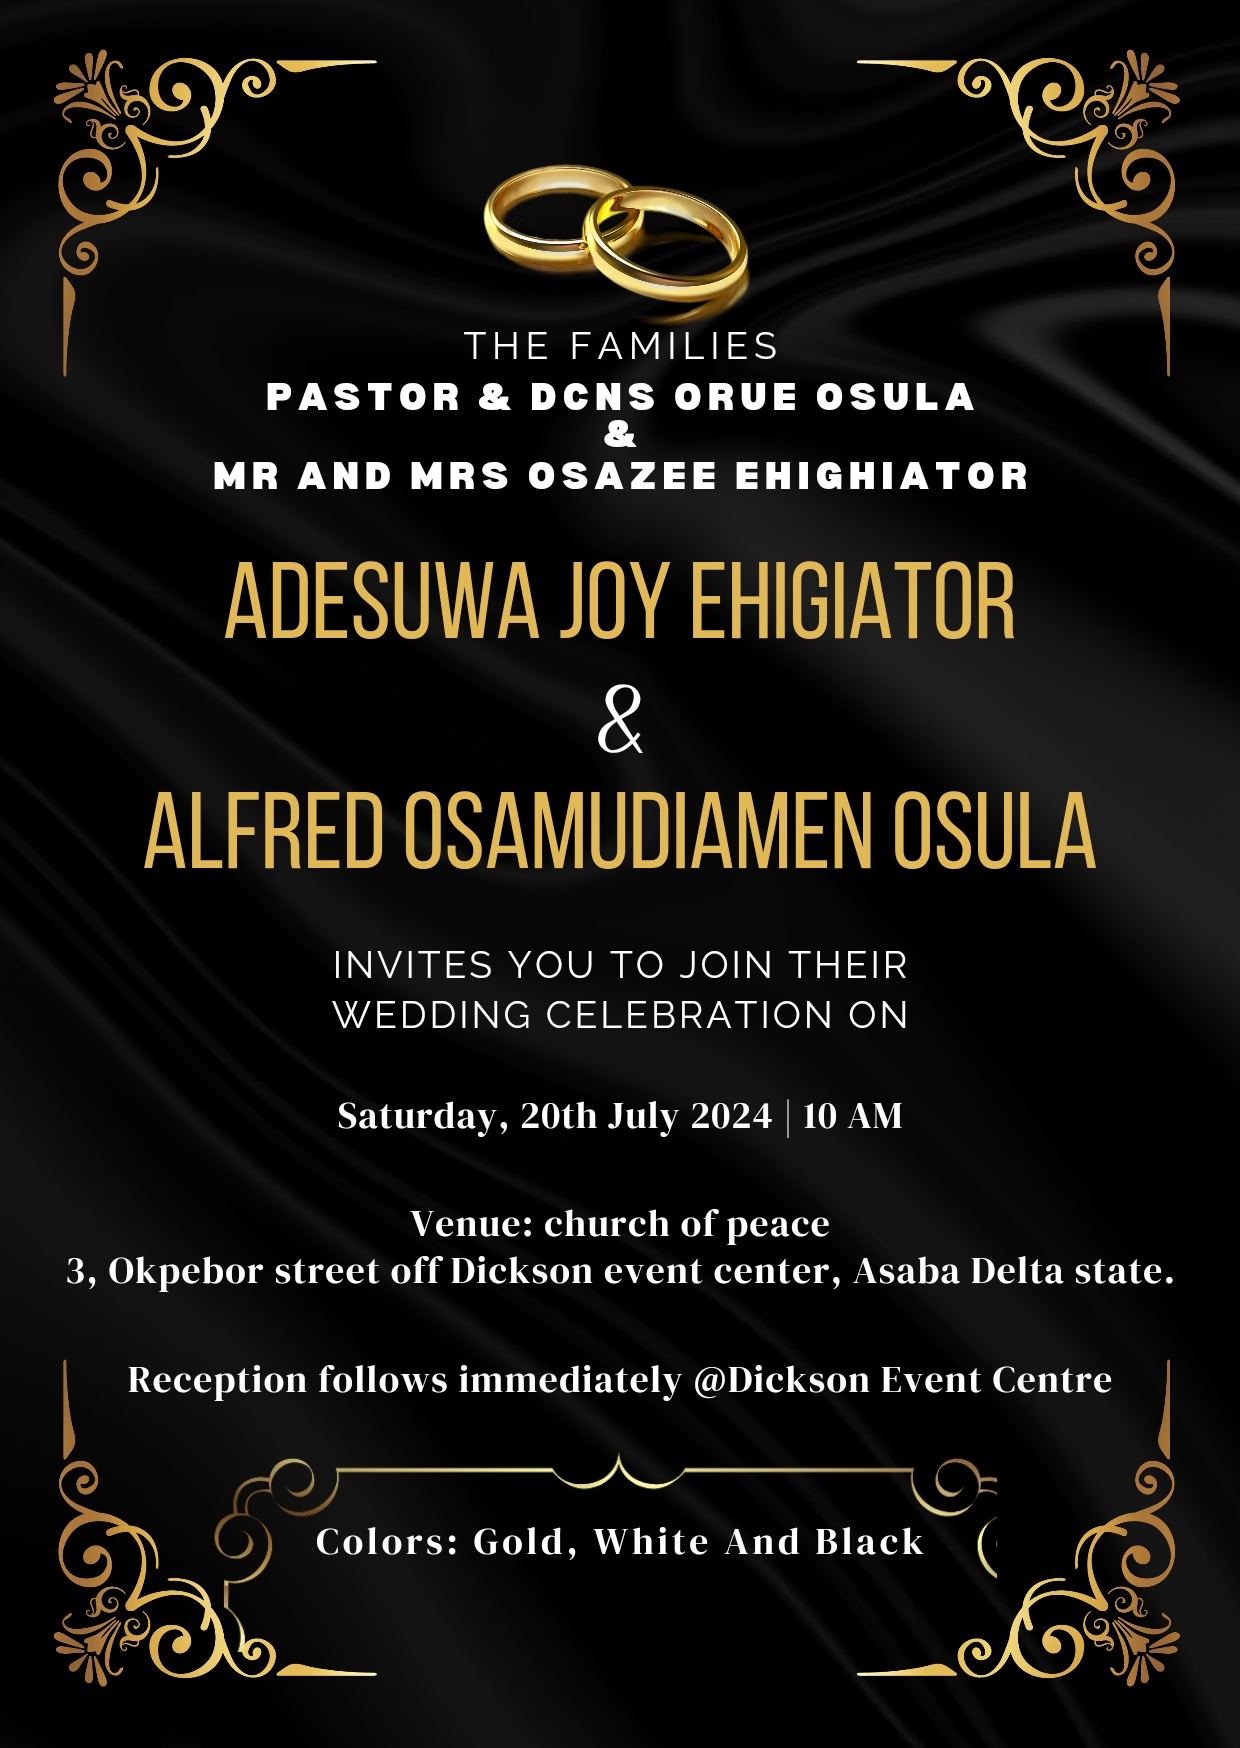 THE FAMILIES
PASTOR & DCNS ORUE OSULA
&
MR AND MRS OSAZEE EHIGHIATOR
ADESUWA JOY EHIGIATOR
&
ALFRED OSAMUDIAMEN OSULA
INVITES YOU TO JOIN THEIR
WEDDING CELEBRATION ON
Saturday, 20th July 2024 | 10 AM
Venue: church of peace
3, Okpebor street off Dickson event center, Asaba Delta state.
Reception follows immediately @Dickson Event Centre
Colors: Gold, White And Black